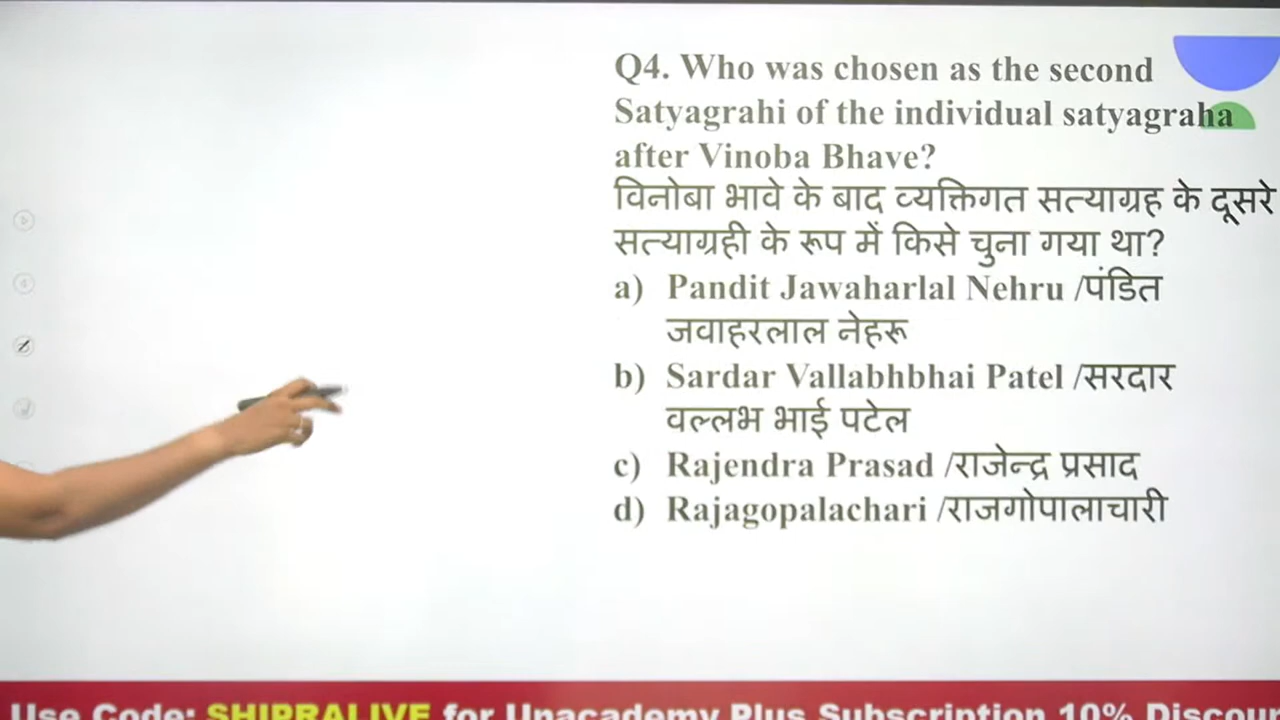 Q4. Who was chosen as the second
Satyagrahi of the individual satyagraha
after Vinoba Bhave?
विनोबा भावे के बाद व्यक्तिगत सत्याग्रह के दूसरे
सत्याग्रही के रूप में किसे चुना गया था?
a) Pandit Jawaharlal Nehru /पंडित
जवाहरलाल नेहरू
b) Sardar Vallabhbhai Patel /सरदार
वल्लभ भाई पटेल
c) Rajendra Prasad /राजेन्द्र प्रसाद
d) Rajagopalachari /राजगोपालाचारी
Use Code: SHIPRALIVE for Unacademy Plus Subscription 10% Discoun